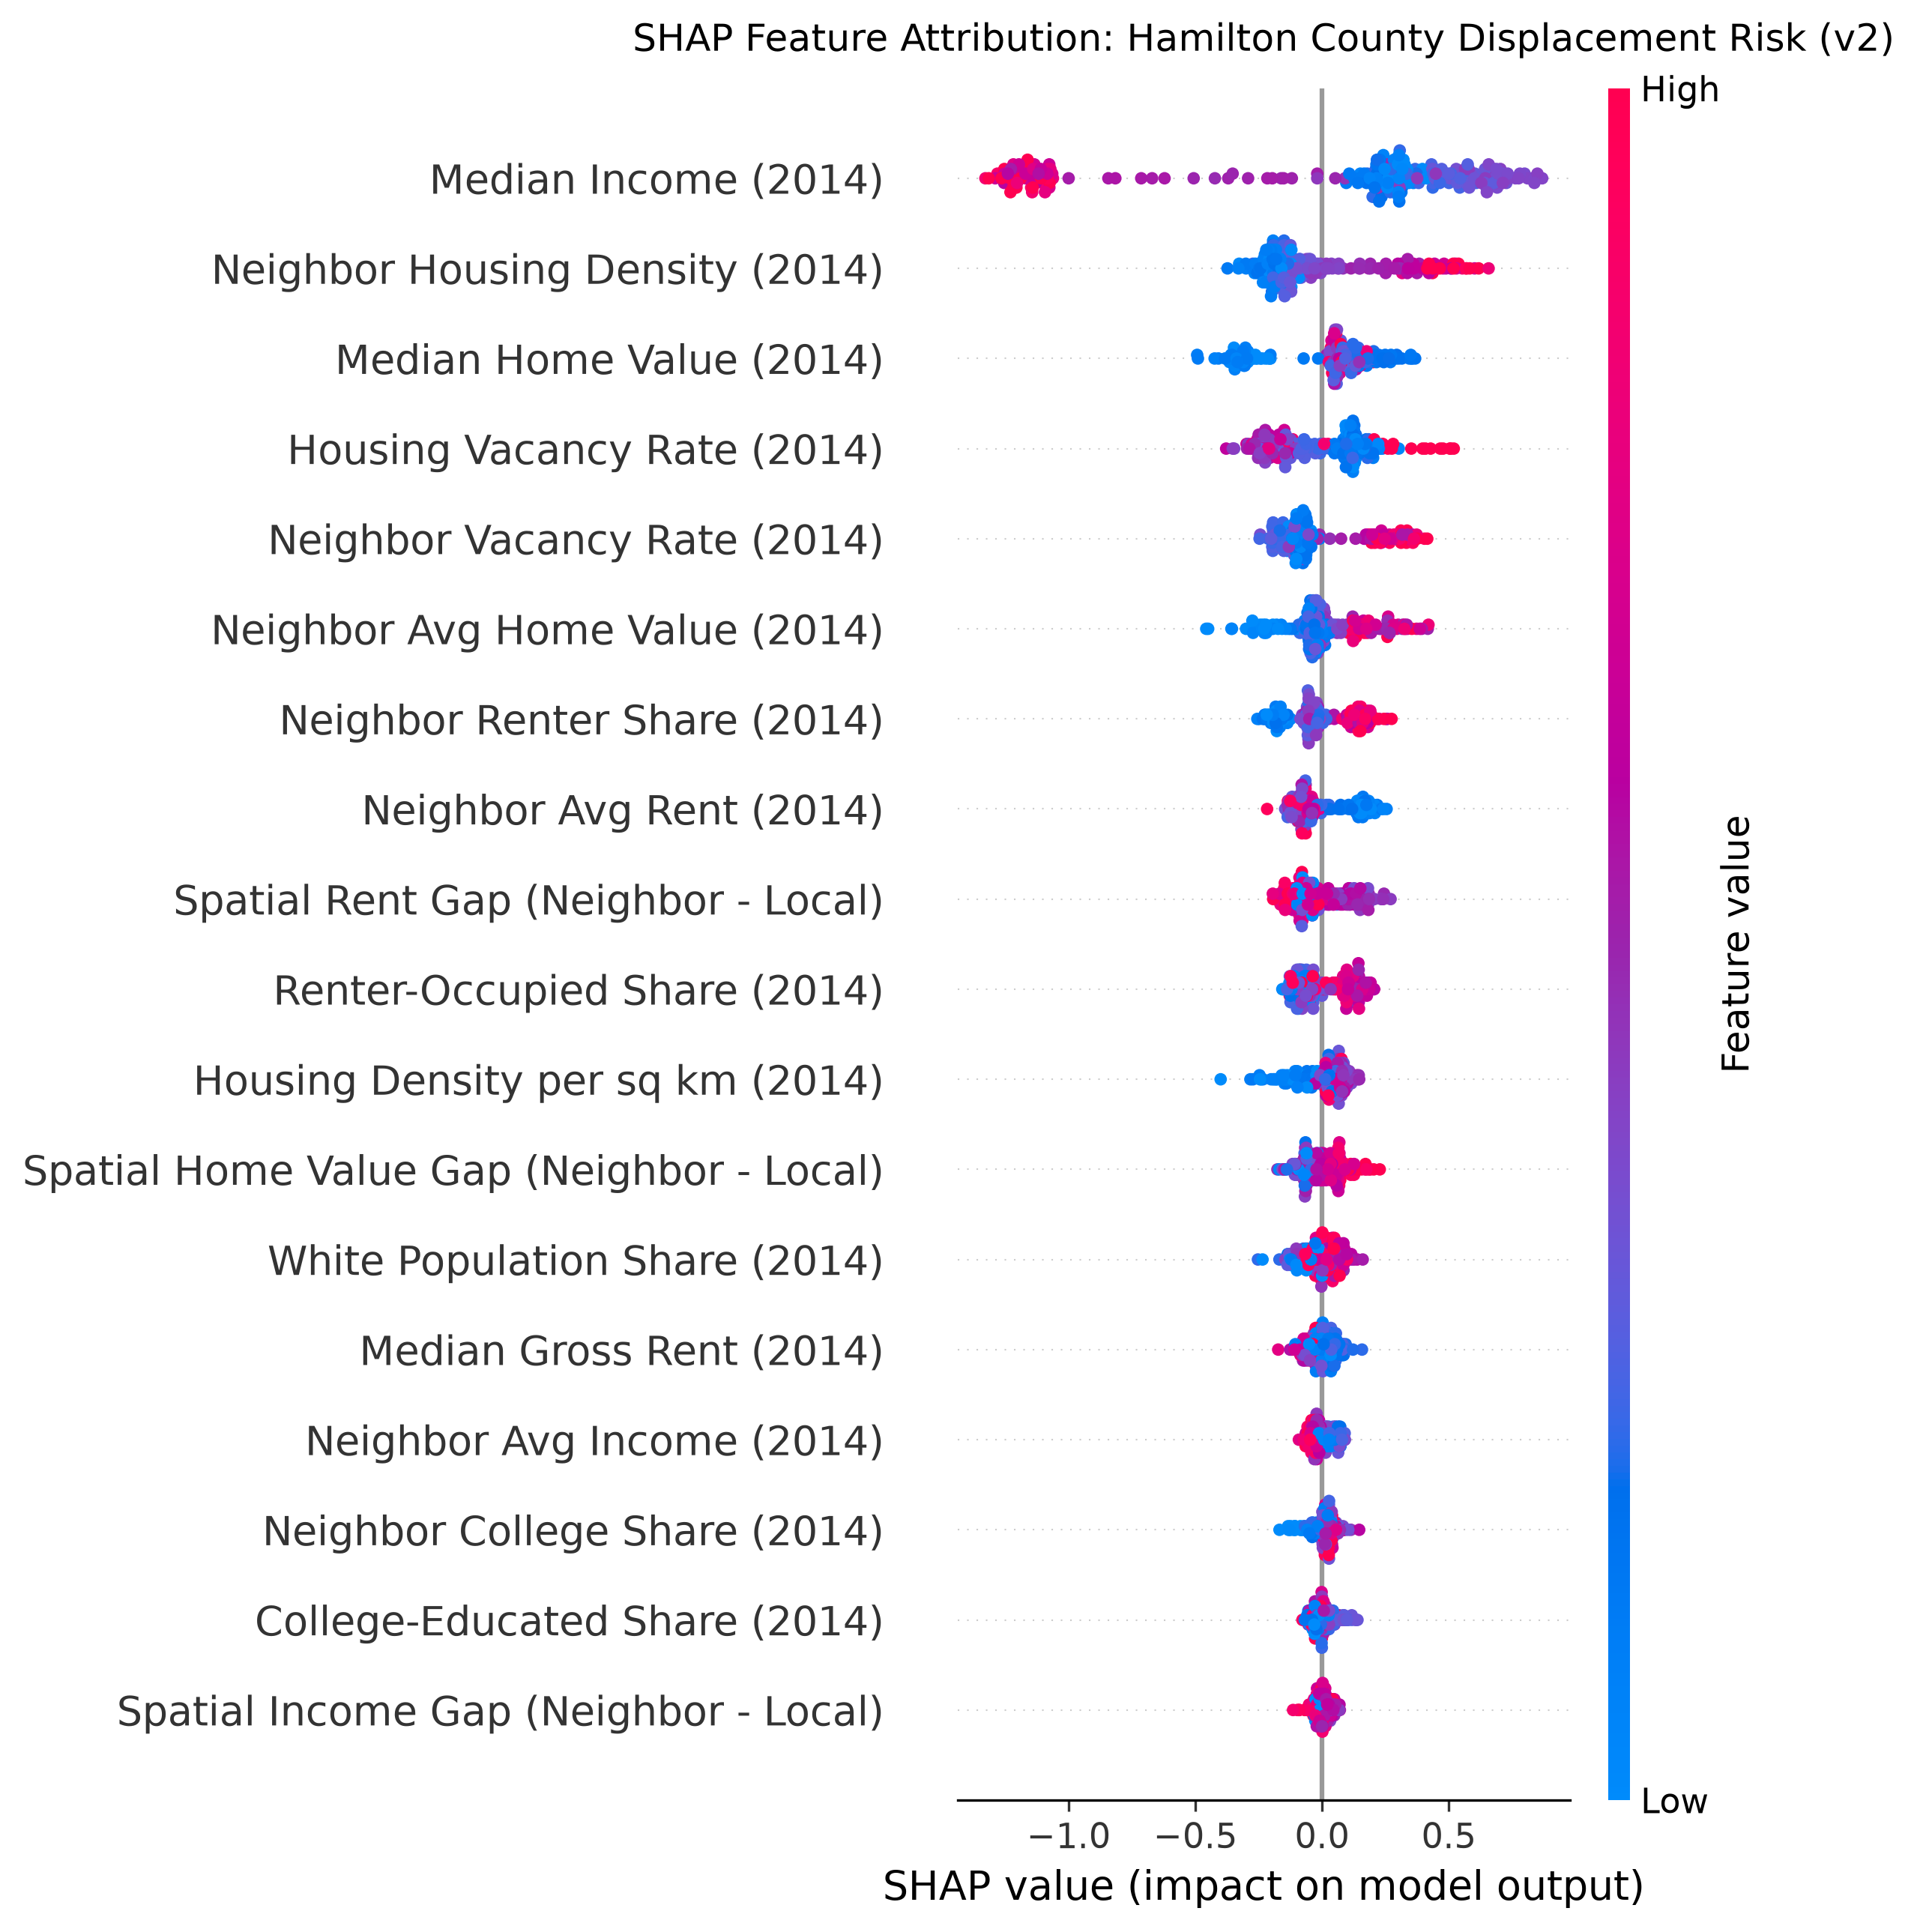 SHAP Feature Attribution: Hamilton County Displacement Risk (v2)
High
Median Income (2014)
Neighbor Housing Density (2014)
Median Home Value (2014)
Housing Vacancy Rate (2014)
Neighbor Vacancy Rate (2014)
Neighbor Avg Home Value (2014)
Neighbor Renter Share (2014)
Neighbor Avg Rent (2014)
Spatial Rent Gap (Neighbor - Local)
Renter-Occupied Share (2014)
Housing Density per sq km (2014)
Spatial Home Value Gap (Neighbor - Local)
White Population Share (2014)
Median Gross Rent (2014)
Neighbor Avg Income (2014)
Neighbor College Share (2014)
College-Educated Share (2014)
Spatial Income Gap (Neighbor - Local)
Feature value
Low
−1.0 −0.5 0.0 0.5
SHAP value (impact on model output)